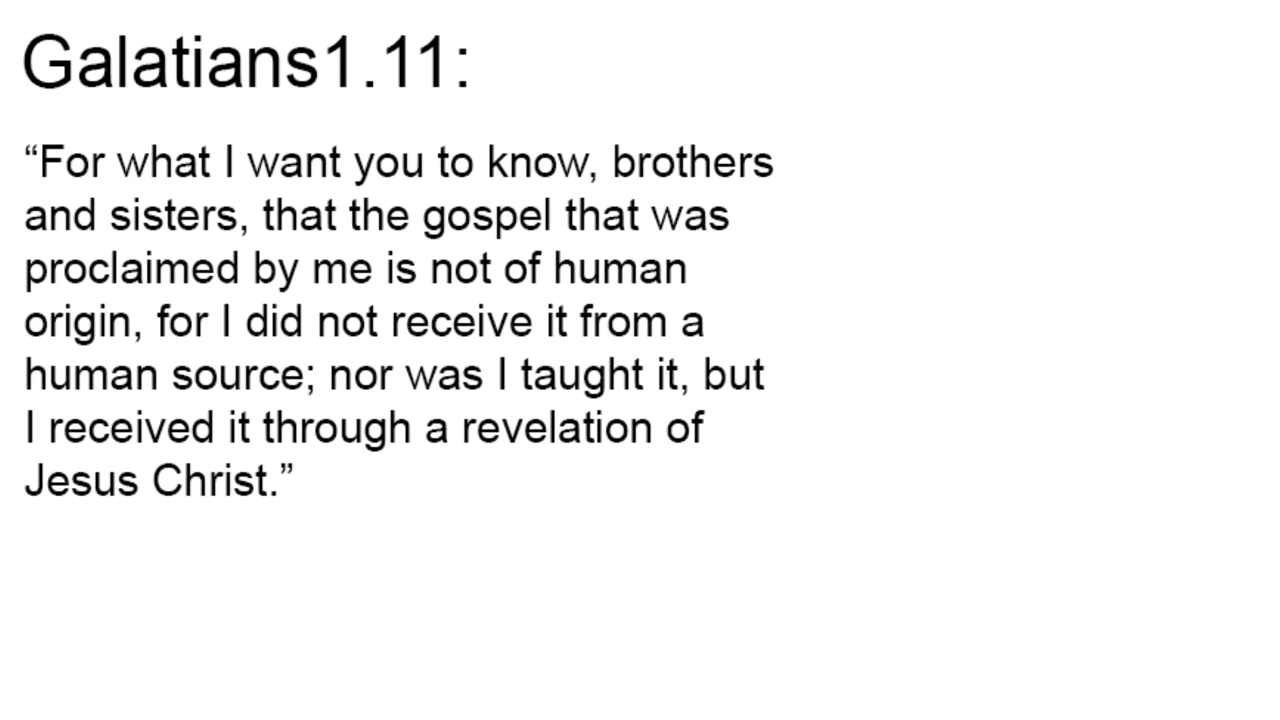 Galatians1.11:
“For what I want you to know, brothers
and sisters, that the gospel that was
proclaimed by me is not of human
origin, for I did not receive it from a
human source; nor was I taught it, but
I received it through a revelation of
Jesus Christ.”